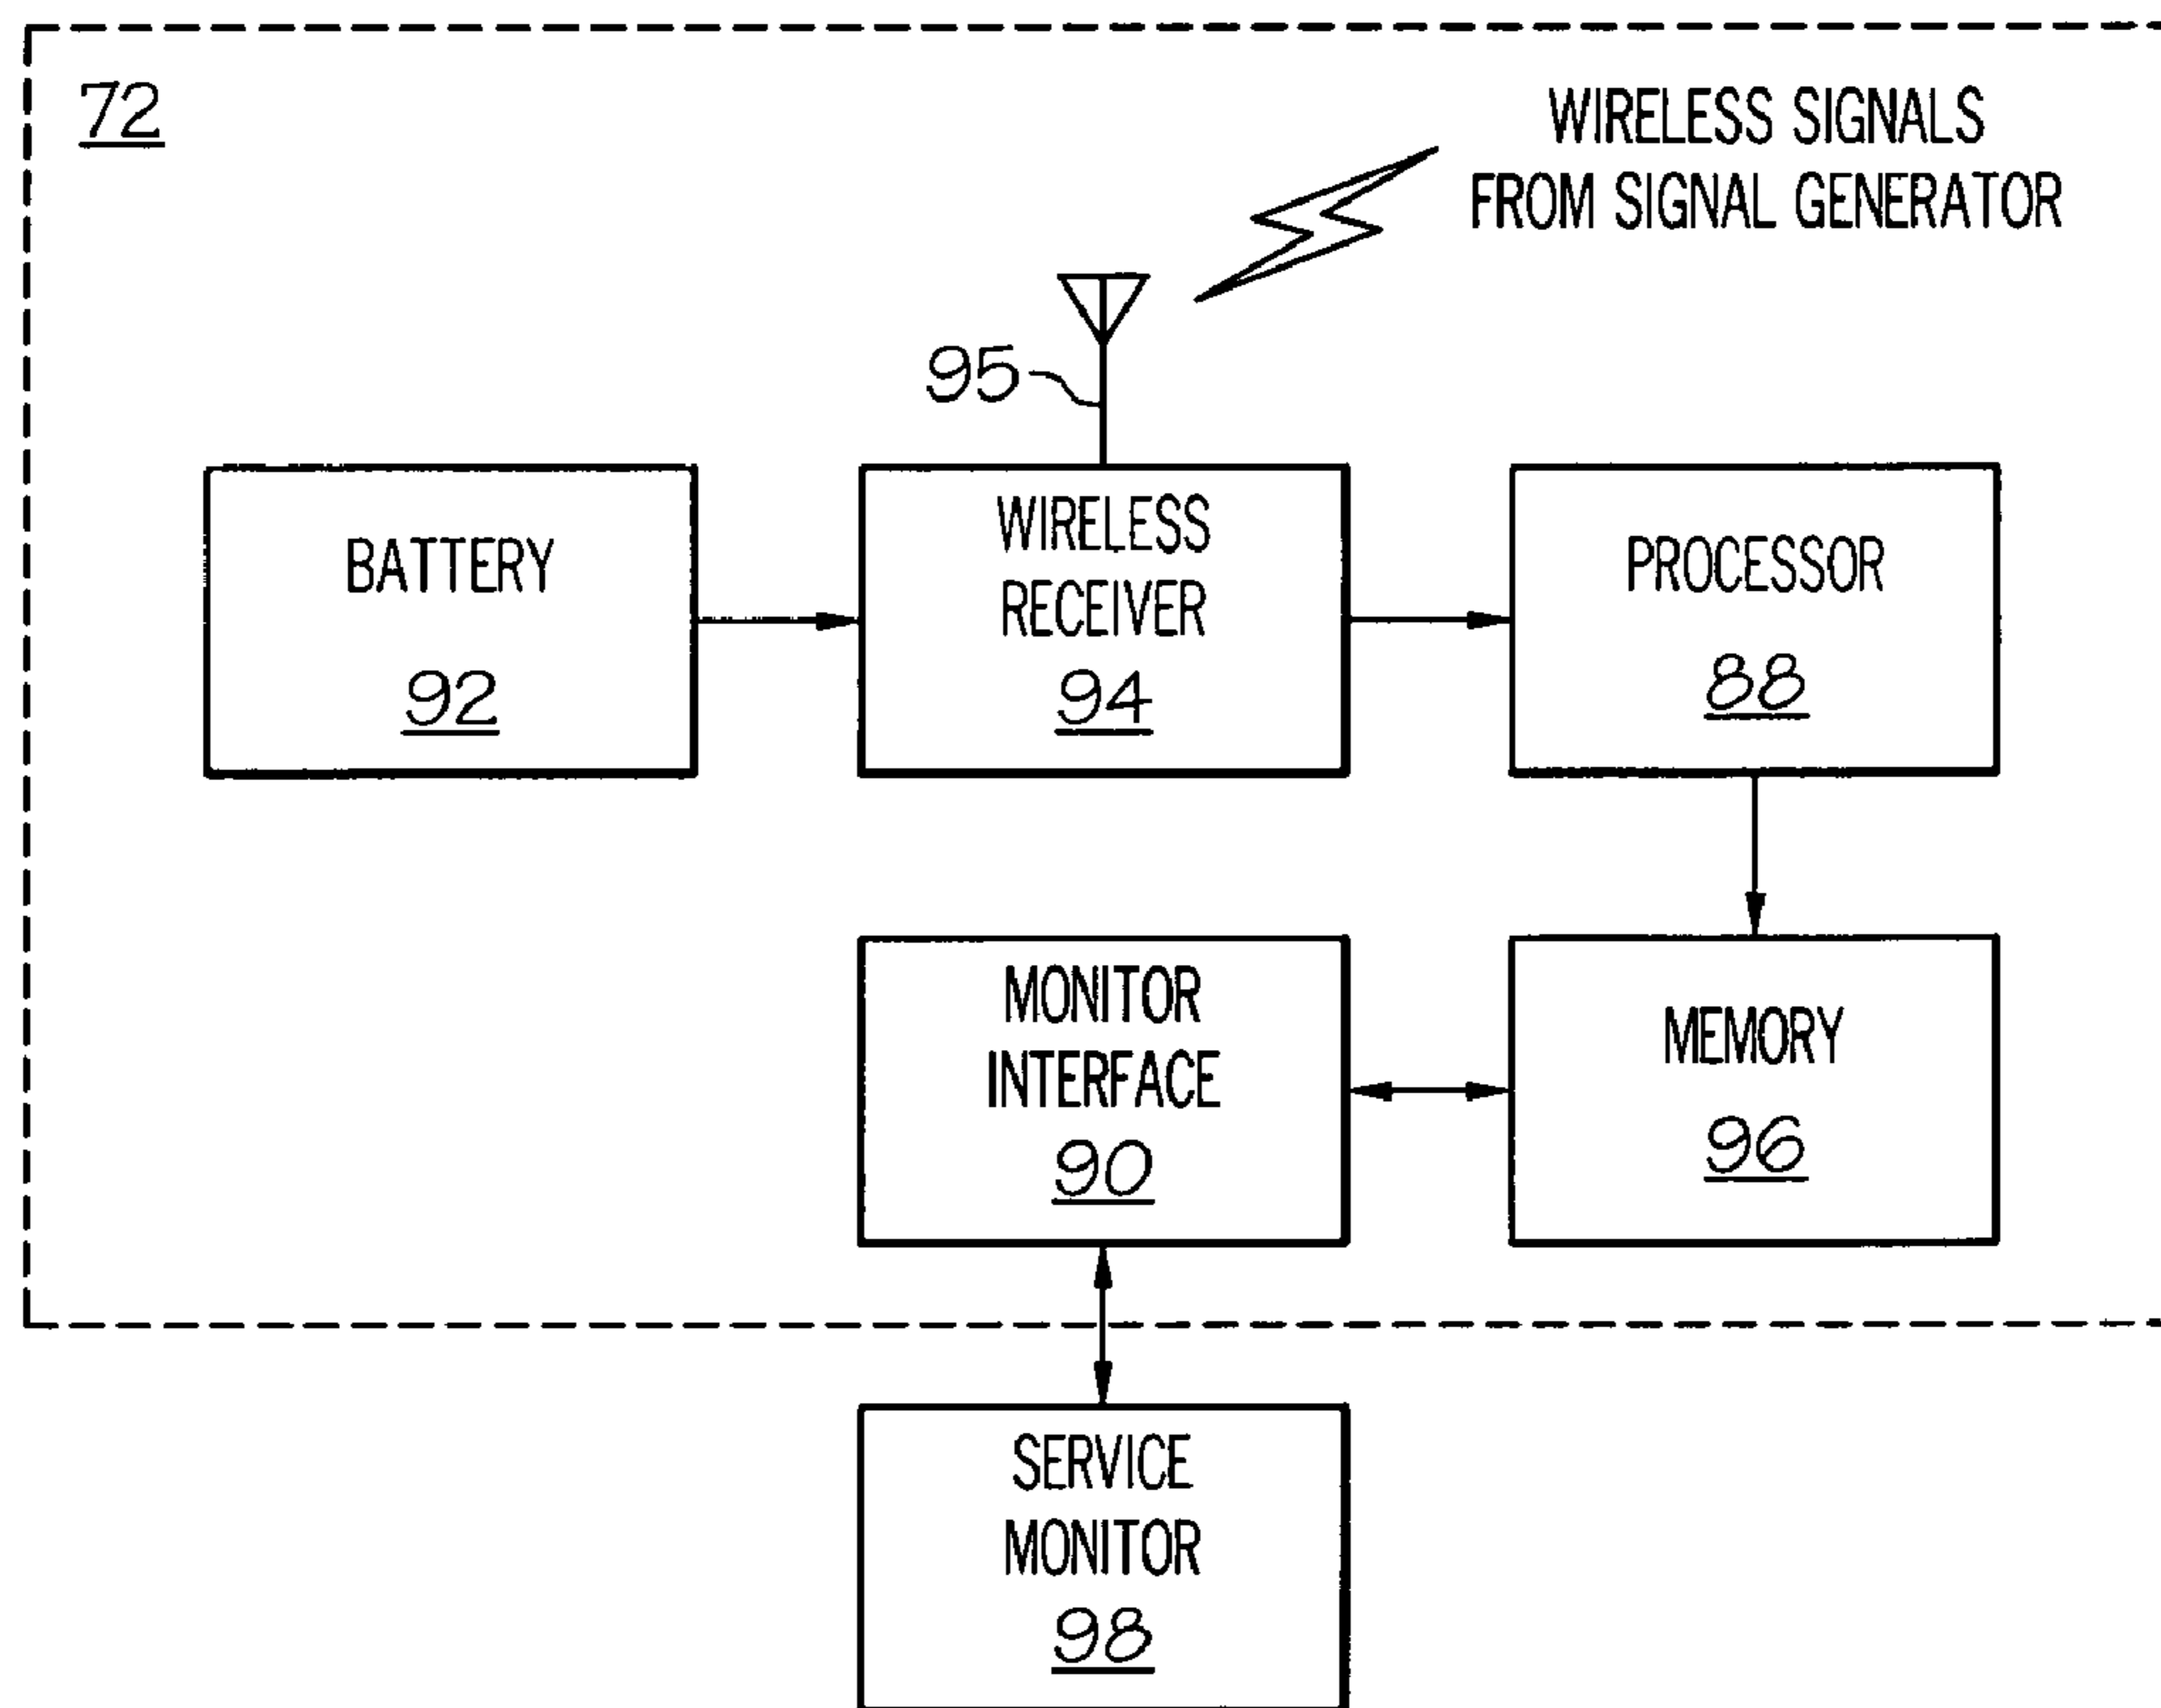 72
WIRELESS SIGNALS
FROM SIGNAL GENERATOR
95
BATTERY
92
WIRELESS
RECEIVER
94
PROCESSOR
88
MONITOR
INTERFACE
90
MEMORY
96
SERVICE
MONITOR
98